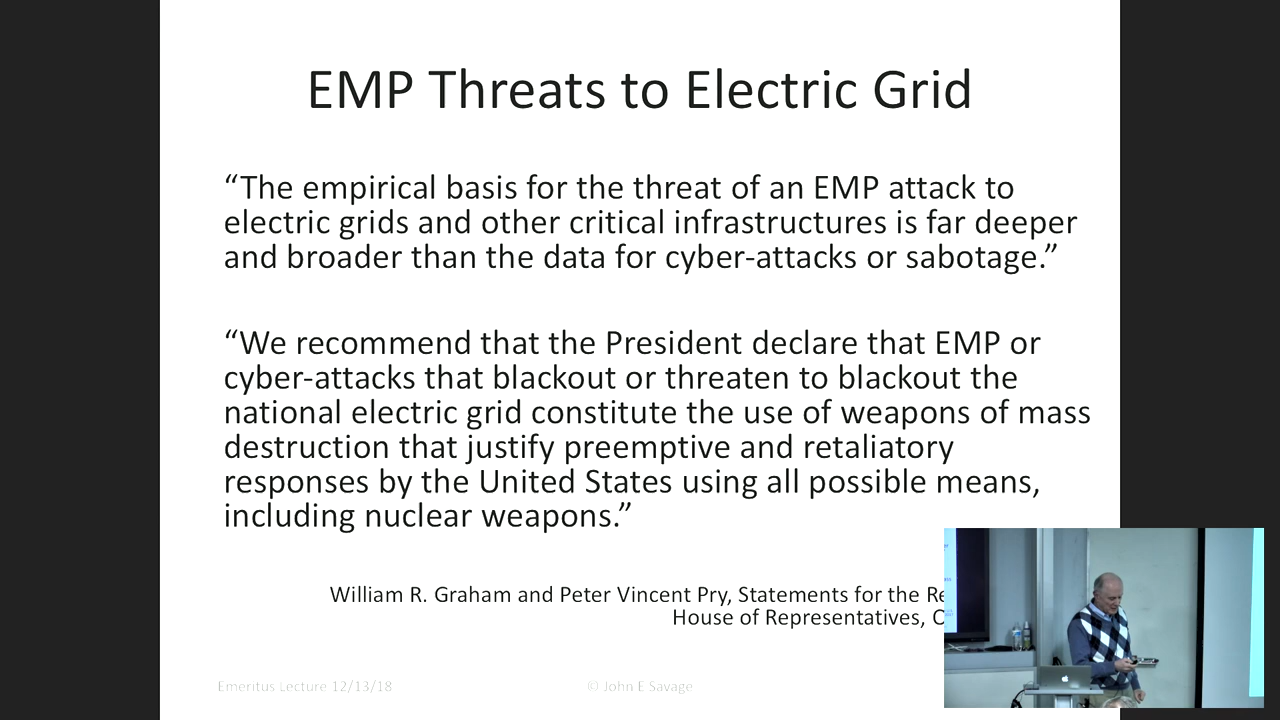 EMP Threats to Electric Grid
“The empirical basis for the threat of an EMP attack to
electric grids and other critical infrastructures is far deeper
and broader than the data for cyber-attacks or sabotage.”
“We recommend that the President declare that EMP or
cyber-attacks that blackout or threaten to blackout the
national electric grid constitute the use of weapons of mass
destruction that justify preemptive and retaliatory
responses by the United States using all possible means,
including nuclear weapons.”
William R. Graham and Peter Vincent Pry, Statements for the
House of Representatives,
Emeritus Lecture 12/13/18
© John E Savage